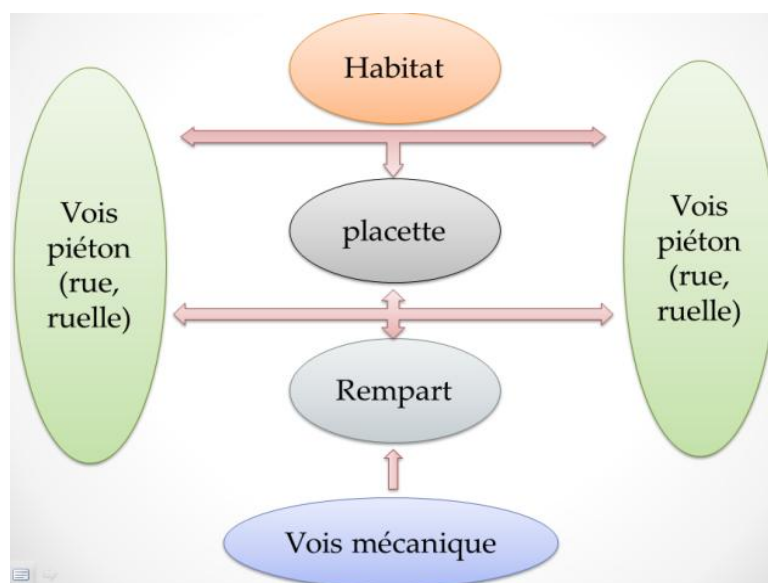 Habitat
Vois
piéton
(rue,
ruelle)
placette
Vois
piéton
(rue,
ruelle)
Rempart
Vois mécanique